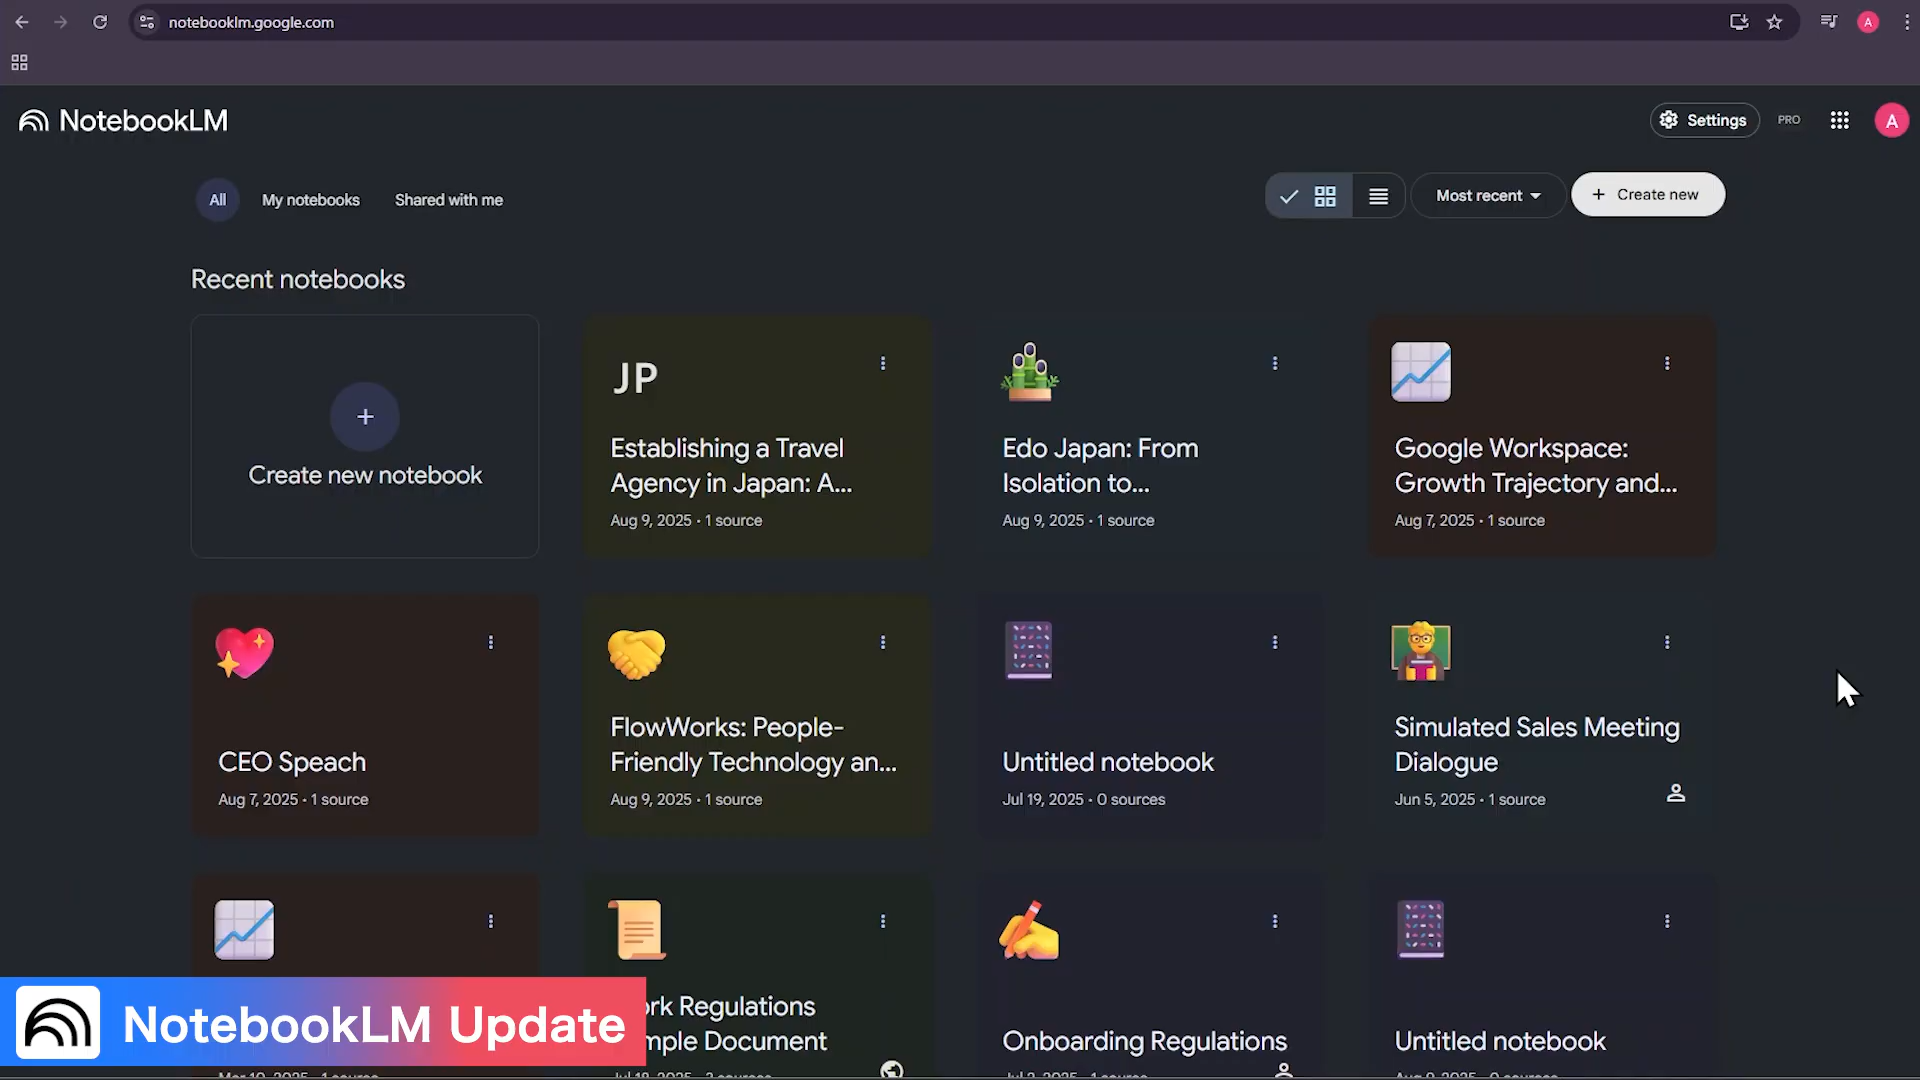 notebooklm.google.com
A
NotebookLM
Settings
PRO
A
All
My notebooks
Shared with me
Most recent
+ Create new
Recent notebooks
+
Create new notebook
JP
Establishing a Travel
Agency in Japan: A...
Aug 9, 2025 · 1 source
Edo Japan: From
Isolation to...
Aug 9, 2025 · 1 source
Google Workspace:
Growth Trajectory and...
Aug 7, 2025 · 1 source
CEO Speach
Aug 7, 2025 · 1 source
FlowWorks: People-
Friendly Technology an...
Aug 9, 2025 · 1 source
Untitled notebook
Jul 19, 2025 · 0 sources
Simulated Sales Meeting
Dialogue
Jun 5, 2025 · 1 source
Regulations
Document
Onboarding Regulations
Untitled notebook
NotebookLM Update